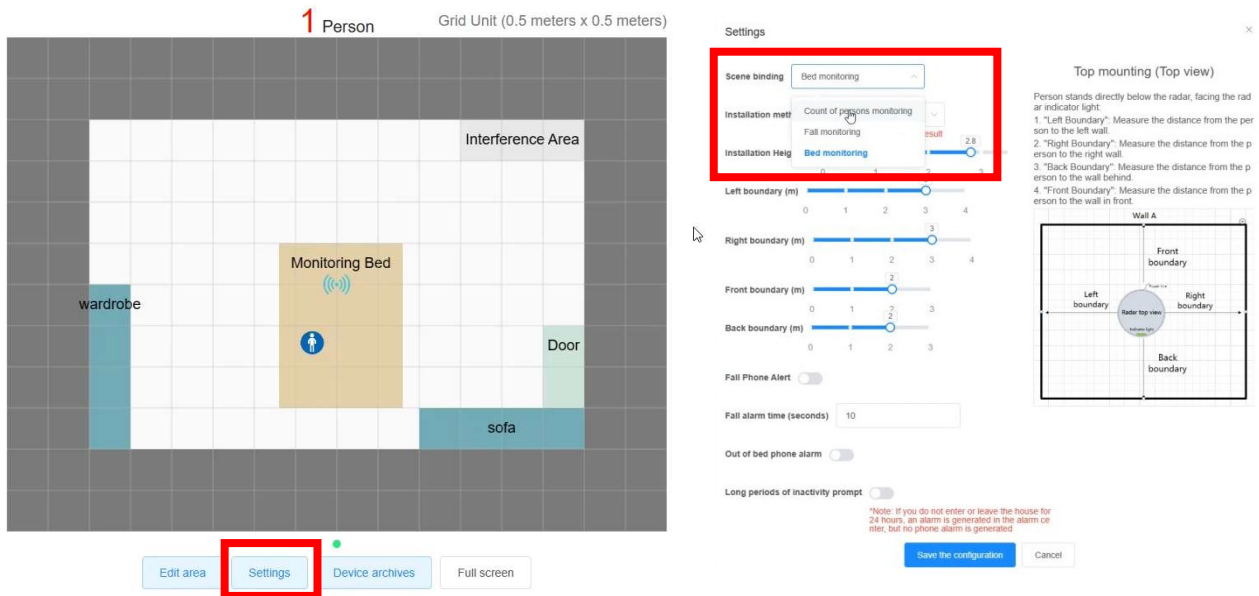 1 Person
Grid Unit (0.5 meters x 0.5 meters)
Interference Area
Monitoring Bed
wardrobe
Door
sofa
Edit area
Settings
Device archives
Full screen
Settings
Scene binding
Bed monitoring
Count of persons monitoring
Fall monitoring
Bed monitoring
Installation meth
esult
Installation Heig
2.8
0 1 2 3
Left boundary (m)
0 1 2 3 4
Right boundary (m)
3
0 1 2 3 4
Front boundary (m)
2
0 1 2 3
Back boundary (m)
2
0 1 2 3
Fall Phone Alert
Fall alarm time (seconds)
10
Out of bed phone alarm
Long periods of inactivity prompt
*Note: If you do not enter or leave the house for
24 hours, an alarm is generated in the alarm ce
nter, but no phone alarm is generated
Save the configuration
Cancel
Top mounting (Top view)
Person stands directly below the radar, facing the rad
ar indicator light:
1. "Left Boundary": Measure the distance from the per
son to the left wall.
2. "Right Boundary": Measure the distance from the p
erson to the right wall.
3. "Back Boundary": Measure the distance from the p
erson to the wall behind.
4. "Front Boundary": Measure the distance from the p
erson to the wall in front.
Wall A
Front
boundary
Left
boundary
Radar top view
Indicator light
Right
boundary
Back
boundary